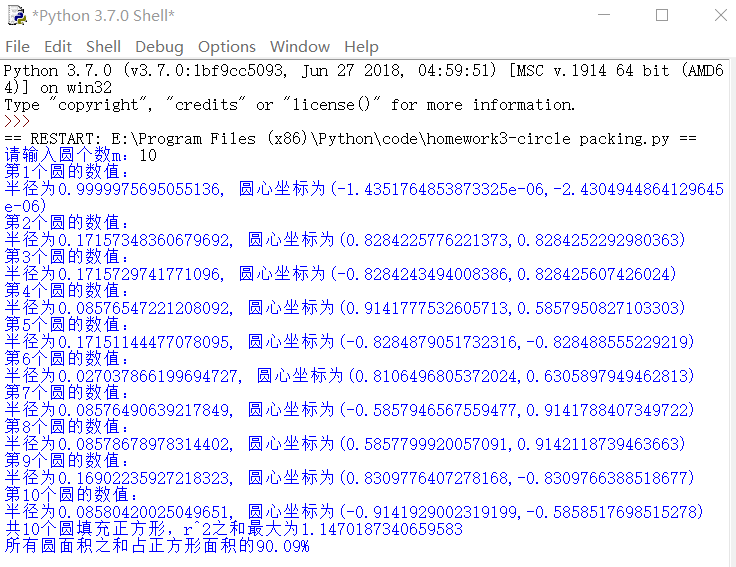 *Python 3.7.0 Shell*
File Edit Shell Debug Options Window Help
Python 3.7.0 (v3.7.0:1bf9cc5093, Jun 27 2018, 04:59:51) [MSC v.1914 64 bit (AMD6
4)] on win32
Type "copyright", "credits" or "license()" for more information.
>>>
== RESTART: E:\Program Files (x86)\Python\code\homework3-circle packing.py ==
请输入圆个数m：10
第1个圆的数值：
半径为0.9999975695055136, 圆心坐标为(-1.4351764853873325e-06,-2.4304944864129645
e-06)
第2个圆的数值：
半径为0.17157348360679692, 圆心坐标为(0.8284225776221373,0.8284252292980363)
第3个圆的数值：
半径为0.1715729741771096, 圆心坐标为(-0.8284243494008386,0.828425607426024)
第4个圆的数值：
半径为0.08576547221208092, 圆心坐标为(0.9141777532605713,0.5857950827103303)
第5个圆的数值：
半径为0.17151144477078095, 圆心坐标为(-0.8284879051732316,-0.828488555229219)
第6个圆的数值：
半径为0.027037866199694727, 圆心坐标为(0.8106496805372024,0.6305897949462813)
第7个圆的数值：
半径为0.08576490639217849, 圆心坐标为(-0.5857946567559477,0.9141788407349722)
第8个圆的数值：
半径为0.08578678978314402, 圆心坐标为(0.5857799920057091,0.9142118739463663)
第9个圆的数值：
半径为0.16902235927218323, 圆心坐标为(0.8309776407278168,-0.8309766388518677)
第10个圆的数值：
半径为0.08580420025049651, 圆心坐标为(-0.9141929002319199,-0.5858517698515278)
共10个圆填充正方形，r^2之和最大为1.1470187340659583
所有圆面积之和占正方形面积的90.09%